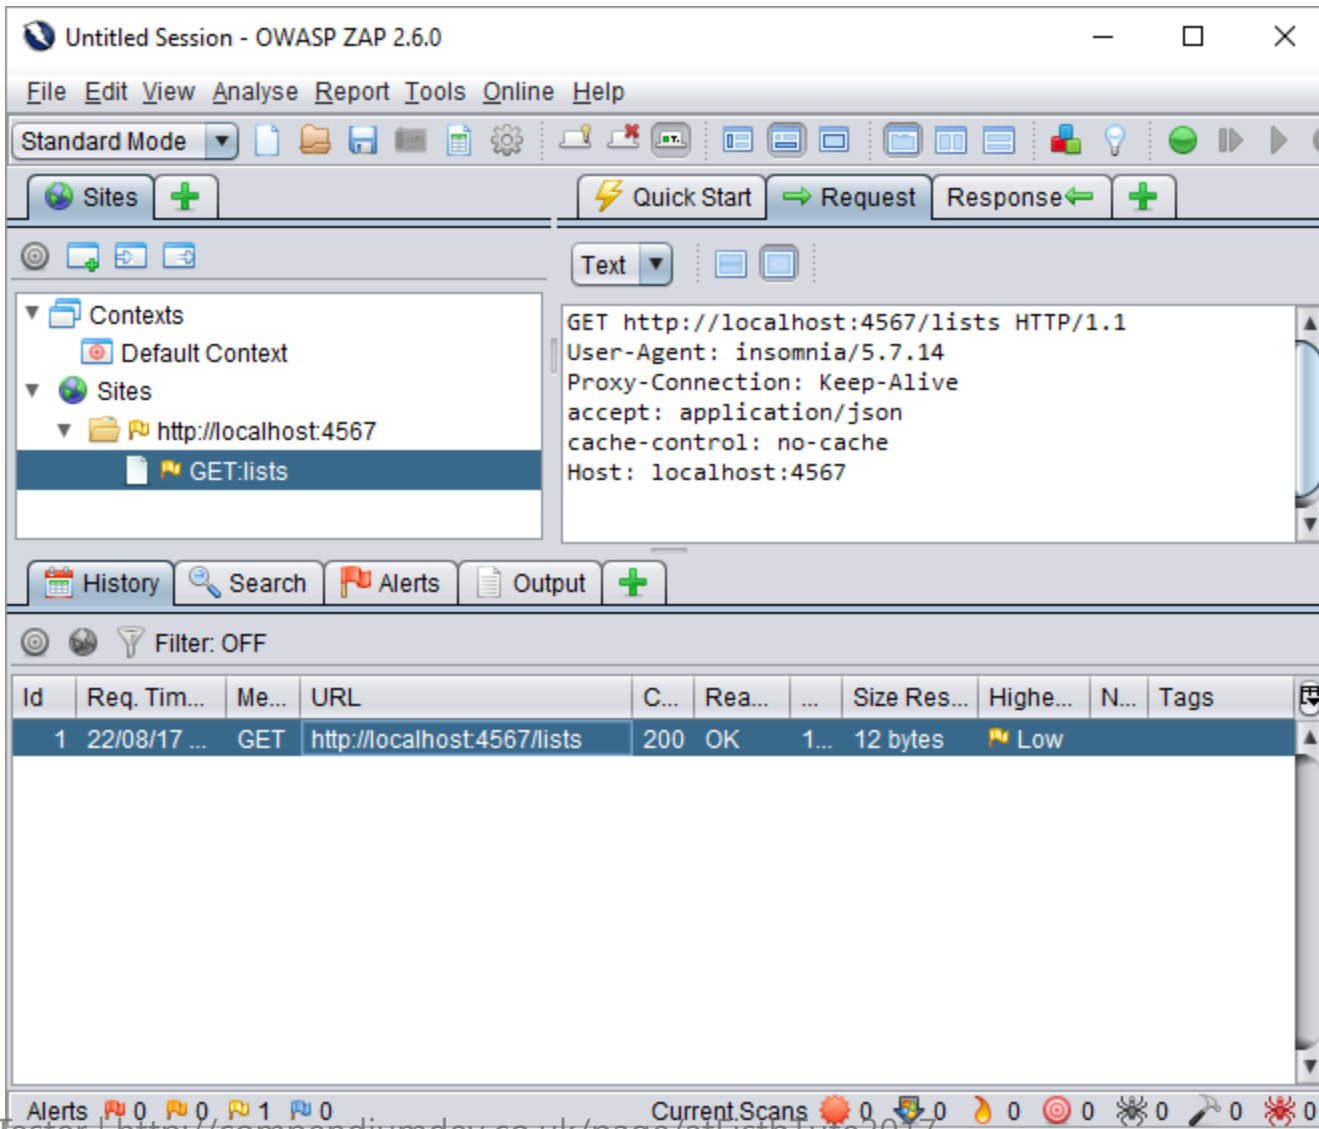 Untitled Session - OWASP ZAP 2.6.0
File Edit View Analyse Report Tools Online Help
Standard Mode
Sites
Quick Start Request Response
Text
Contexts
Default Context
Sites
http://localhost:4567
GET:lists
GET http://localhost:4567/lists HTTP/1.1
User-Agent: insomnia/5.7.14
Proxy-Connection: Keep-Alive
accept: application/json
cache-control: no-cache
Host: localhost:4567
History Search Alerts Output
Filter: OFF
Id Req. Tim... Me... URL C... Rea... ... Size Res... Highe... N... Tags
1 22/08/17 ... GET http://localhost:4567/lists 200 OK 1... 12 bytes Low
Alerts 0 0 1 0 Current Scans 0 0 0 0 0 0 0